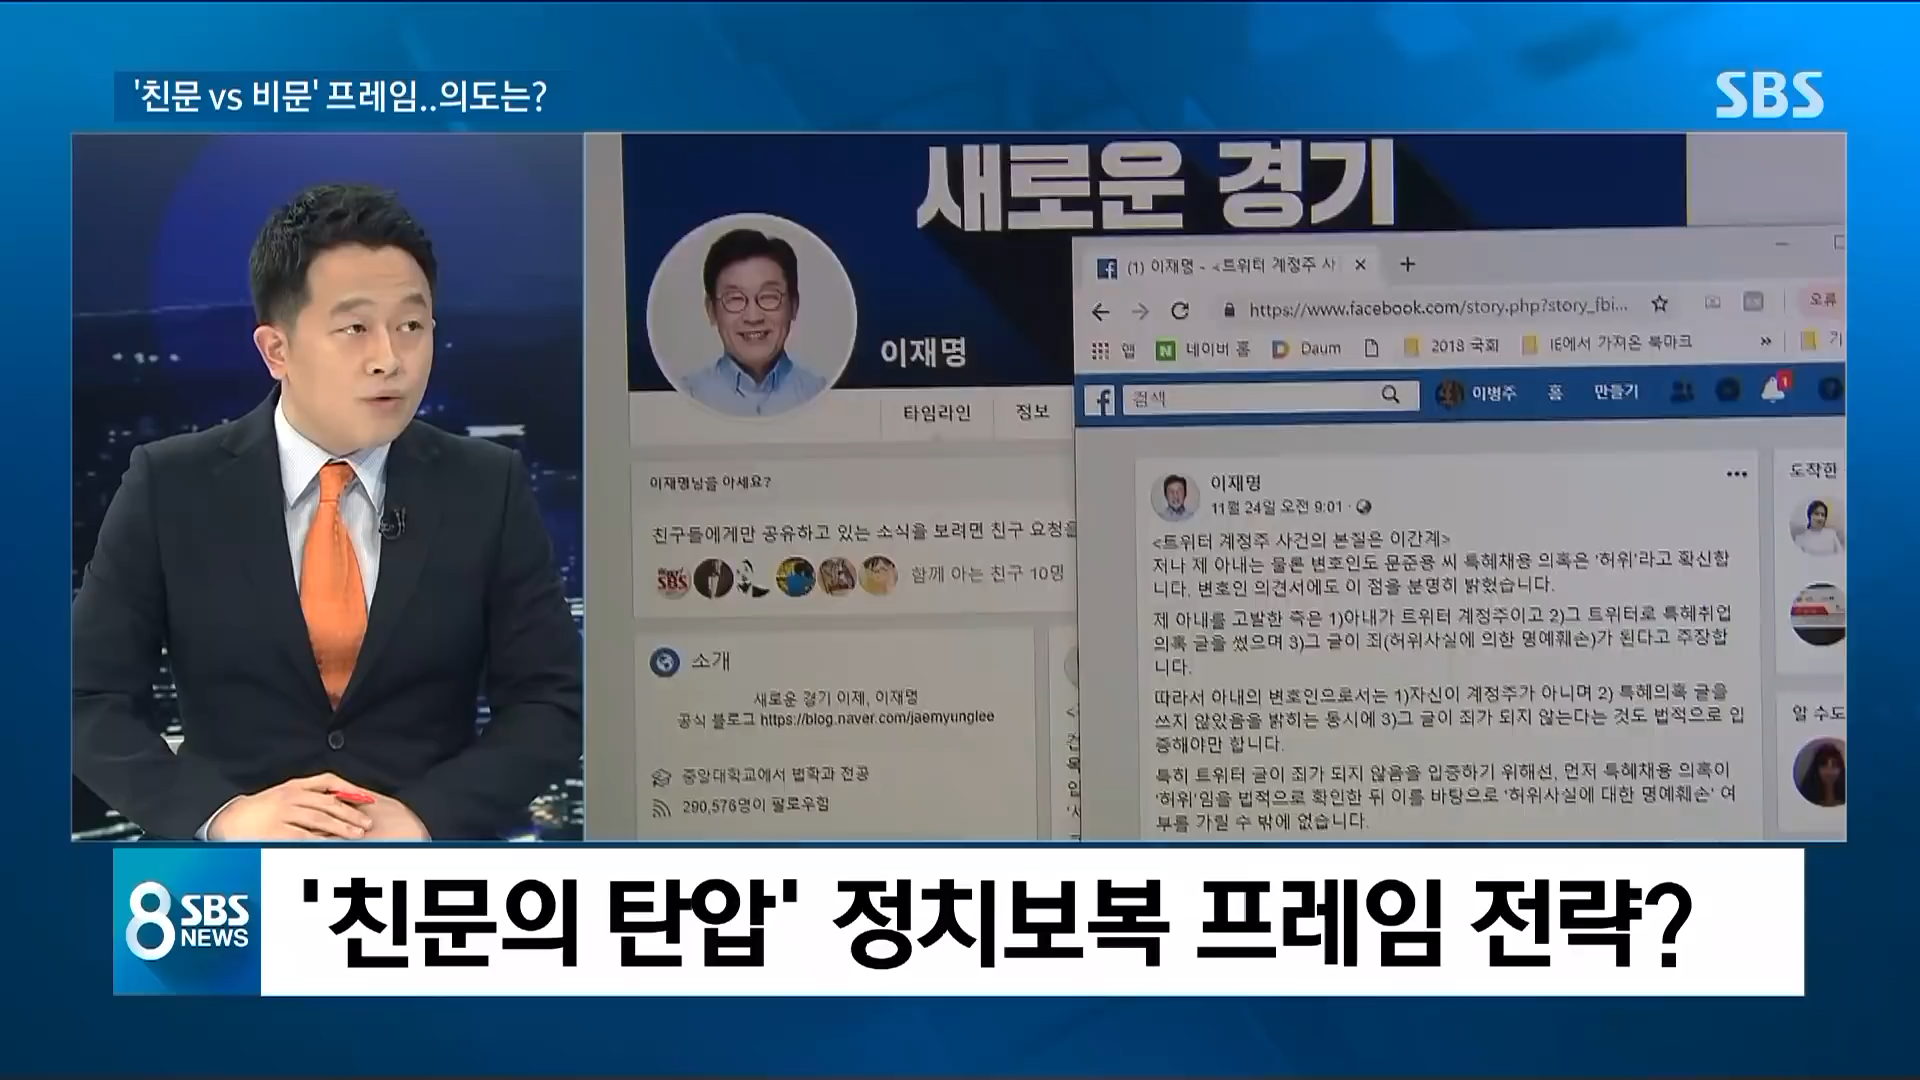 '친문 vs 비문' 프레임..의도는?
SBS
새로운 경기
이재명
타임라인
정보
이재명님을 아세요?
친구들에게만 공유하고 있는 소식을 보려면 친구 요청을
SBS
함께 아는 친구 10명
소개
새로운 경기 이제, 이재명
공식 블로그 https://blog.naver.com/jaemyunglee
중앙대학교에서 법학과 전공
290,576명이 팔로우함
(1) 이재명 - <트위터 계정주 사
https://www.facebook.com/story.php?story_fbi...
오류
앱
네이버 홈
Daum
2018 국회
IE에서 가져온 북마크
»
검색
이병주
홈
만들기
1
이재명
11월 24일 오전 9:01
<트위터 계정주 사건의 본질은 이간계>
저나 제 아내는 물론 변호인도 문준용 씨 특혜채용 의혹은 '허위'라고 확신합
니다. 변호인 의견서에도 이 점을 분명히 밝혔습니다.
제 아내를 고발한 측은 1)아내가 트위터 계정주이고 2)그 트위터로 특혜취업
의혹 글을 썼으며 3)그 글이 죄(허위사실에 의한 명예훼손)가 된다고 주장합
니다.
따라서 아내의 변호인으로서는 1)자신이 계정주가 아니며 2) 특혜의혹 글을
쓰지 않았음을 밝히는 동시에 3)그 글이 죄가 되지 않는다는 것도 법적으로 입
증해야만 합니다.
특히 트위터 글이 죄가 되지 않음을 입증하기 위해선, 먼저 특혜채용 의혹이
'허위'임을 법적으로 확인한 뒤 이를 바탕으로 '허위사실에 대한 명예훼손' 여
부를 가릴 수 밖에 없습니다.
도착한
알 수도
8 SBS NEWS
'친문의 탄압' 정치보복 프레임 전략?